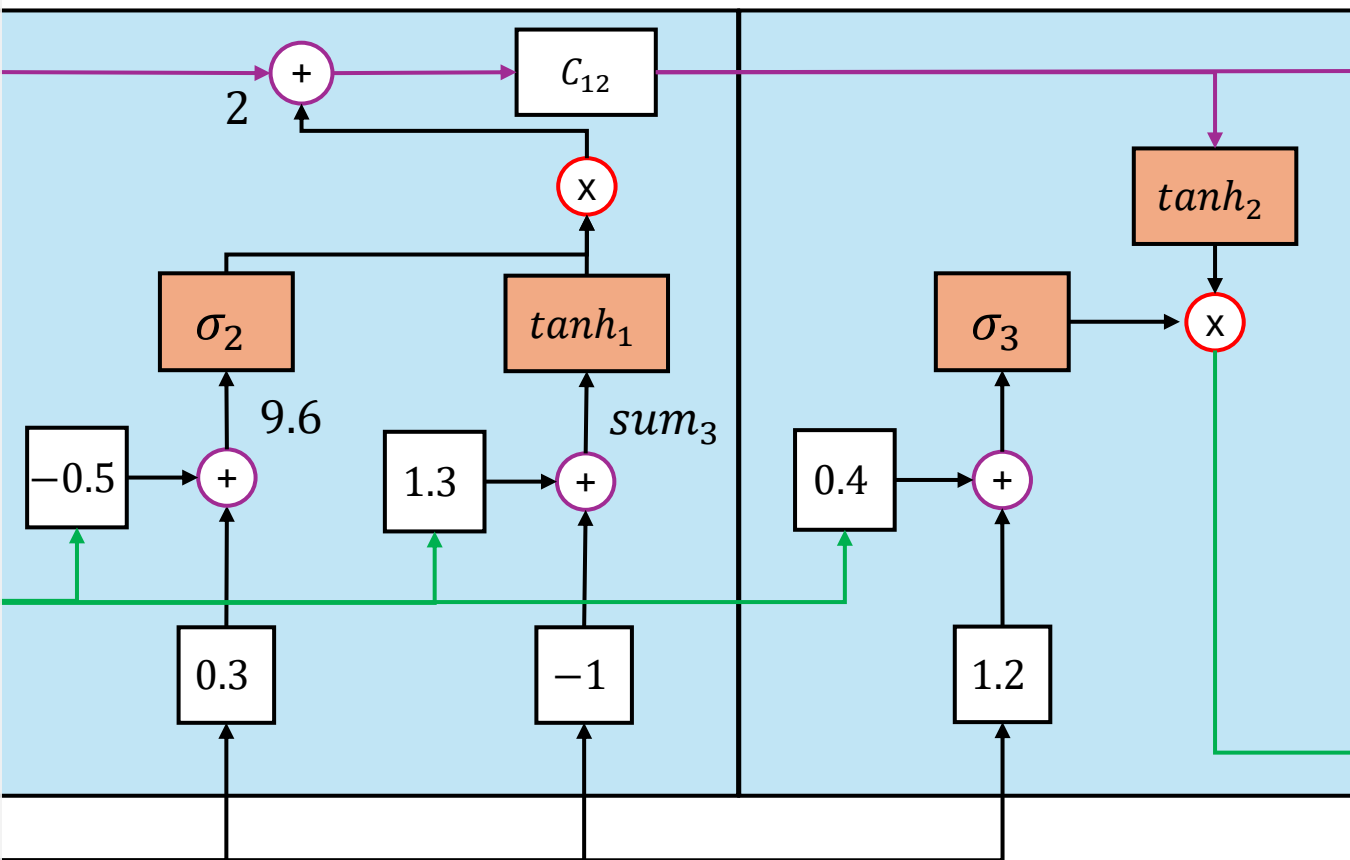 +
C₁₂
2
x
tanh₂
σ₂
tanh₁
σ₃
x
9.6
sum₃
−0.5
+
1.3
+
0.4
+
0.3
−1
1.2